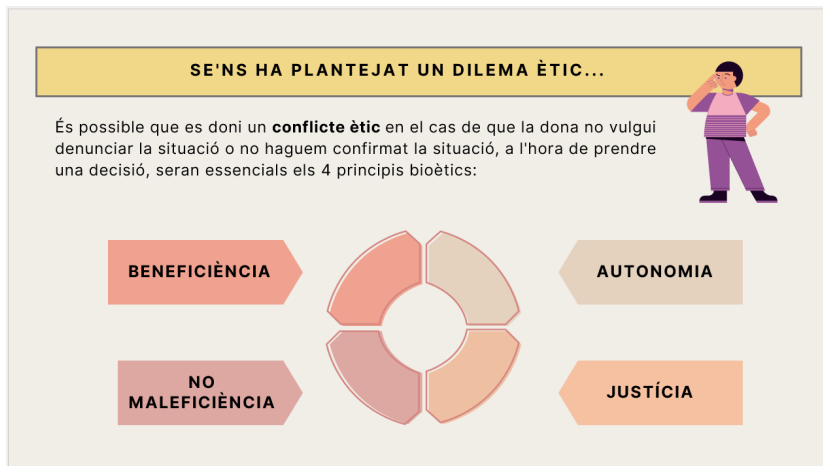 SE'NS HA PLANTEJAT UN DILEMA ÈTIC...
És possible que es doni un conflicte ètic en el cas de que la dona no vulgui
denunciar la situació o no haguem confirmat la situació, a l'hora de prendre
una decisió, seran essencials els 4 principis bioètics:
BENEFICIÈNCIA
AUTONOMIA
NO
MALEFICIÈNCIA
JUSTÍCIA